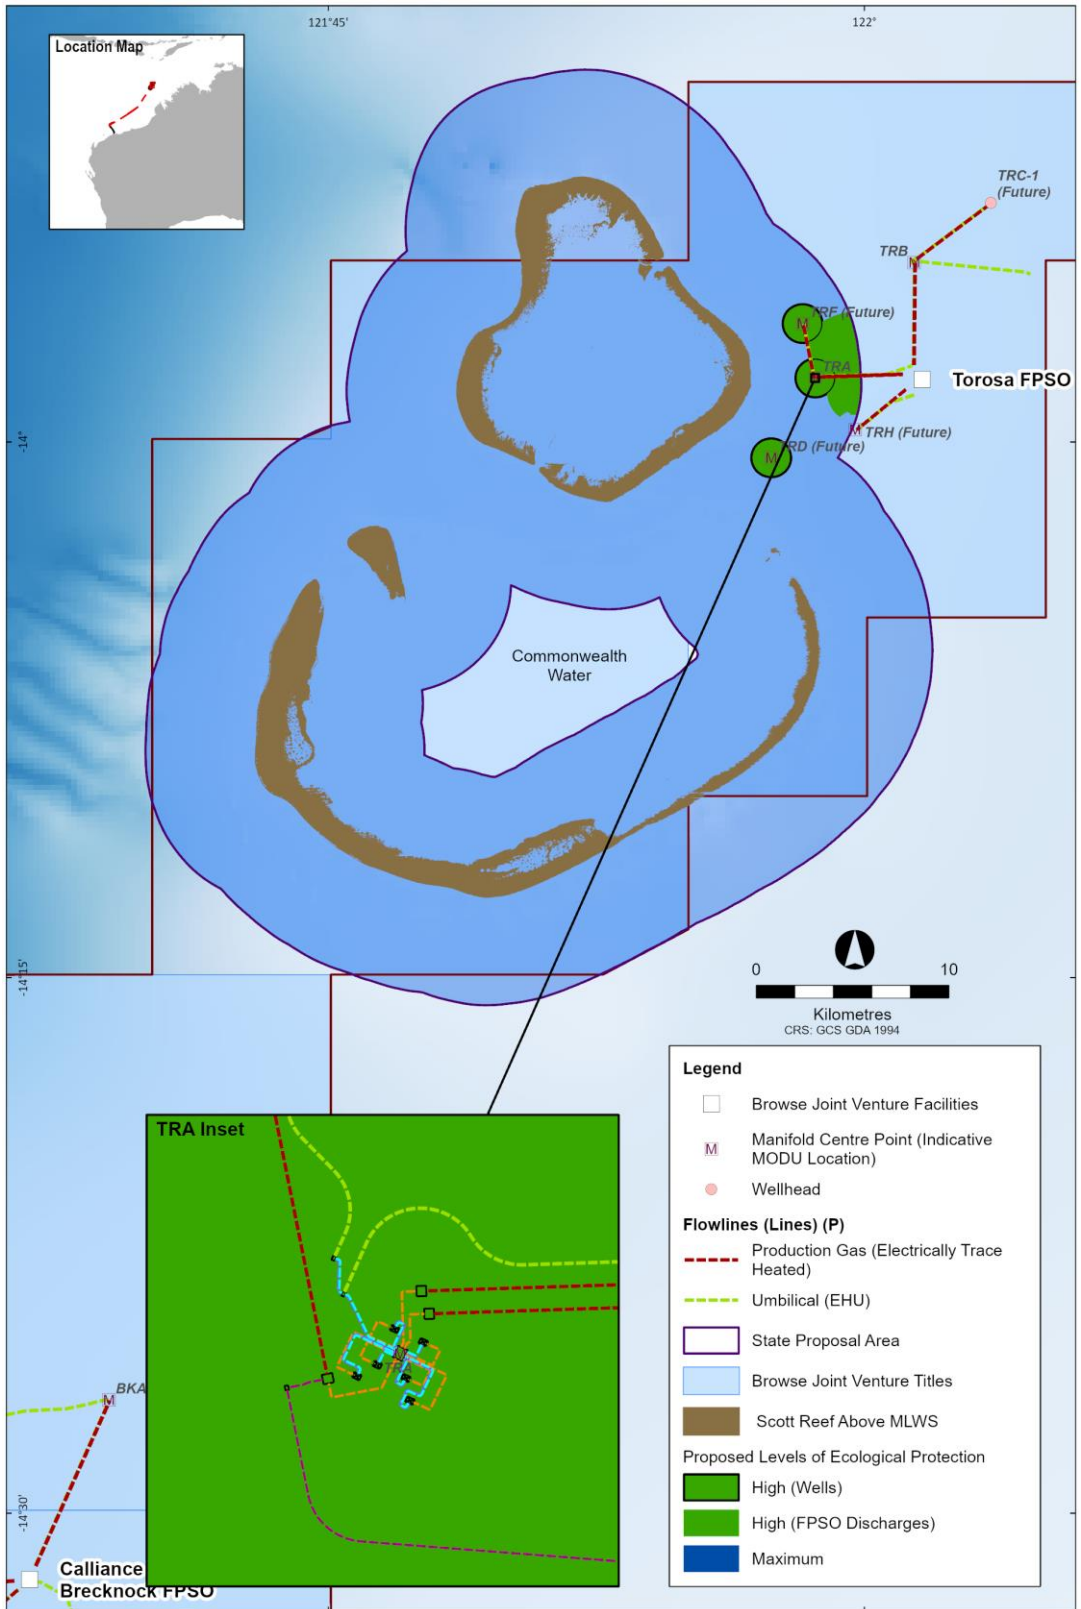 121°45'
122°
Location Map
TRC-1
(Future)
TRB
M
TRF (Future)
M
TRA
Torosa FPSO
-14°
M
TRH (Future)
TRD (Future)
M
Commonwealth
Water
-14°15'
0
10
Kilometres
CRS: GCS GDA 1994
Legend
Browse Joint Venture Facilities
M
Manifold Centre Point (Indicative
MODU Location)
Wellhead
Flowlines (Lines) (P)
Production Gas (Electrically Trace
Heated)
Umbilical (EHU)
State Proposal Area
Browse Joint Venture Titles
Scott Reef Above MLWS
Proposed Levels of Ecological Protection
High (Wells)
High (FPSO Discharges)
Maximum
TRA Inset
TRA
BKA
M
-14°30'
Calliance
Brecknock FPSO